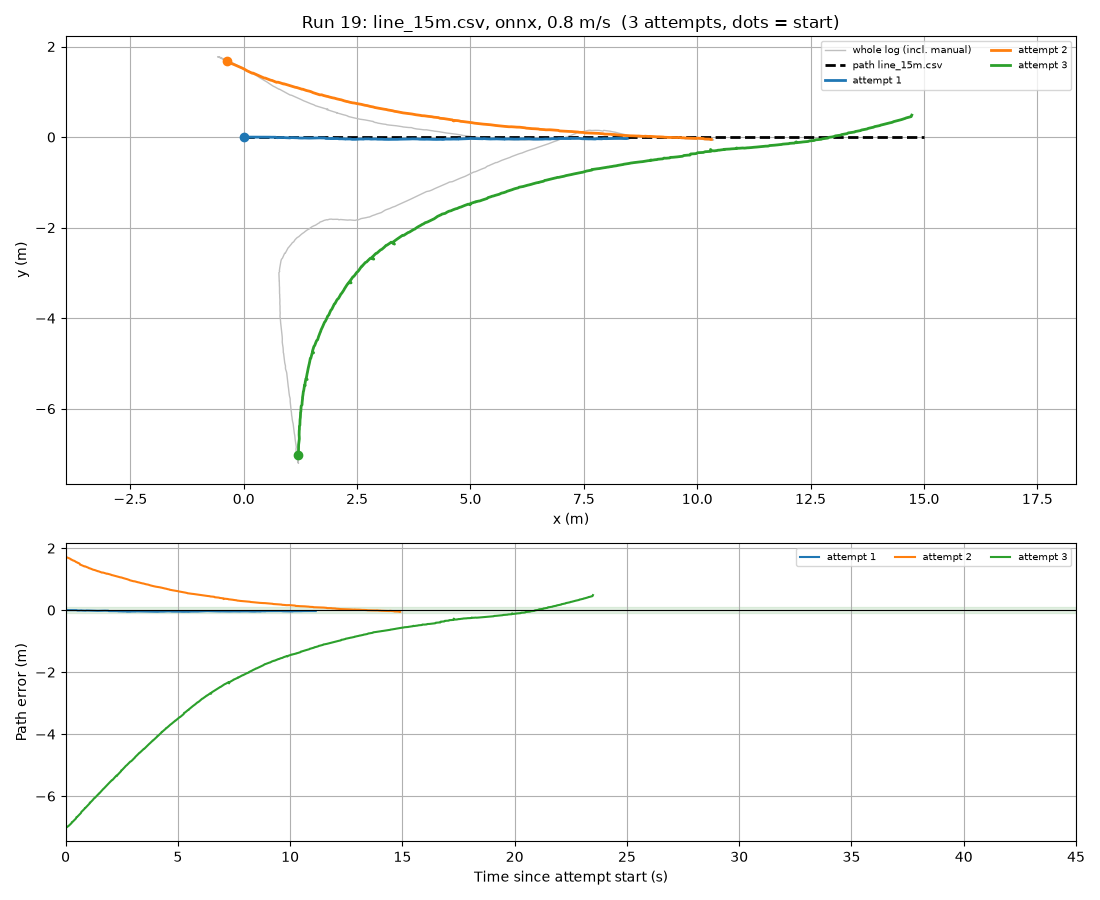 Run 19: line_15m.csv, onnx, 0.8 m/s  (3 attempts, dots = start)
whole log (incl. manual)
path line_15m.csv
attempt 1
attempt 2
attempt 3
2
0
−2
−4
−6
y (m)
−2.5
0.0
2.5
5.0
7.5
10.0
12.5
15.0
17.5
x (m)
attempt 1
attempt 2
attempt 3
2
0
−2
−4
−6
Path error (m)
0
5
10
15
20
25
30
35
40
45
Time since attempt start (s)